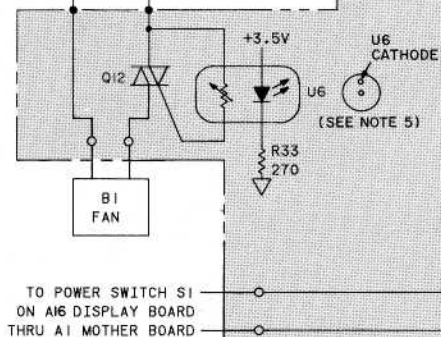 +3.5V
U6
CATHODE
Q12
U6
(SEE NOTE 5)
R33
270
B1
FAN
TO POWER SWITCH S1
ON A16 DISPLAY BOARD
THRU A1 MOTHER BOARD